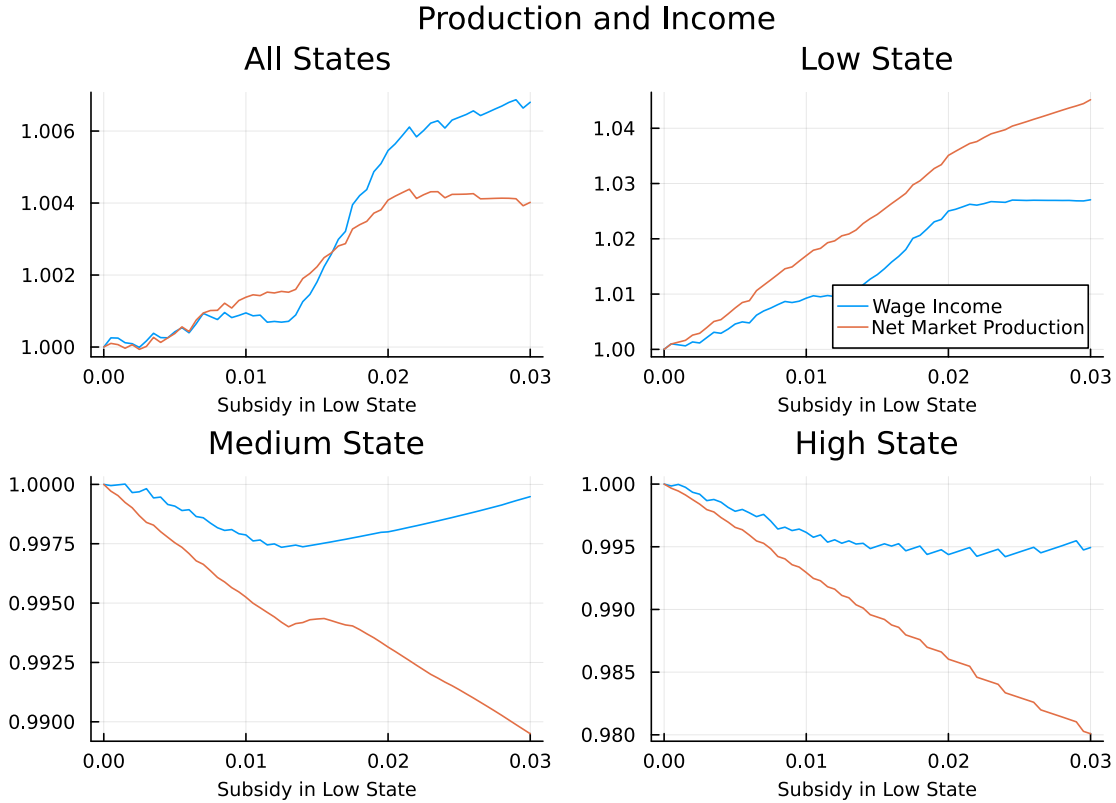 Production and Income
All States
1.006
1.004
1.002
1.000
0.00 0.01 0.02 0.03
Subsidy in Low State
Low State
1.04
1.03
1.02
1.01
1.00
Wage Income
Net Market Production
0.00 0.01 0.02 0.03
Subsidy in Low State
Medium State
1.0000
0.9975
0.9950
0.9925
0.9900
0.00 0.01 0.02 0.03
Subsidy in Low State
High State
1.000
0.995
0.990
0.985
0.980
0.00 0.01 0.02 0.03
Subsidy in Low State